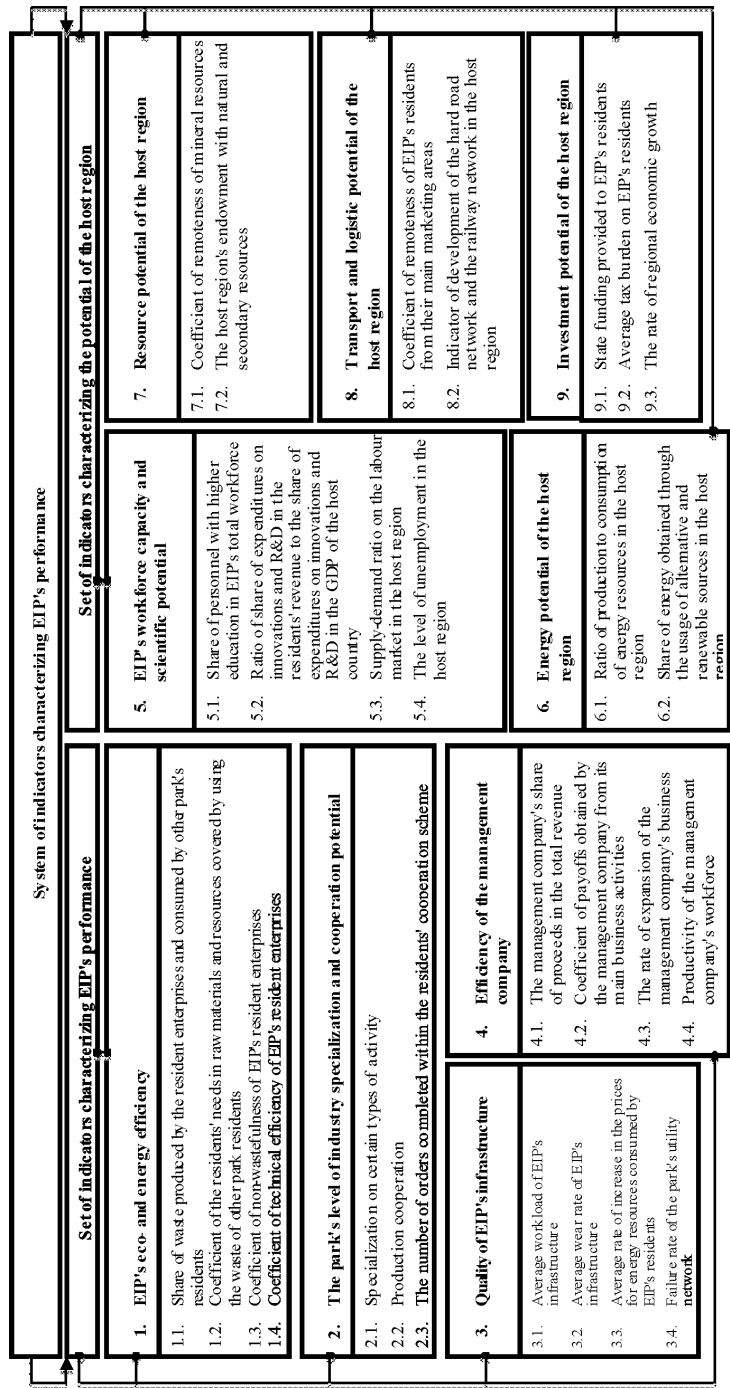 System of indicators characterizing EIP's performance
Set of indicators characterizing EIP's performance
1. EIP's eco- and energy efficiency
1.1. Share of waste produced by the resident enterprises and consumed by other park's
residents
1.2. Coefficient of the residents' needs in raw materials and resources covered by using
the waste of other park residents
1.3. Coefficient of non-wastefulness of EIP's resident enterprises
1.4. Coefficient of technical efficiency of EIP's resident enterprises
2. The park's level of industry specialization and cooperation potential
2.1. Specialization on certain types of activity
2.2. Production cooperation
2.3. The number of orders completed within the residents' cooperation scheme
3. Quality of EIP's infrastructure
3.1. Average workload of EIP's
infrastructure
3.2. Average wear rate of EIP's
infrastructure
3.3. Average rate of increase in the prices
for energy resources consumed by
EIP's residents
3.4. Failure rate of the park's utility
network
4. Efficiency of the management
company
4.1. The management company's share
of proceeds in the total revenue
4.2. Coefficient of payoffs obtained by
the management company from its
main business activities
4.3. The rate of expansion of the
management company's business
4.4. Productivity of the management
company's workforce
Set of indicators characterizing the potential of the host region
5. EIP's workforce capacity and
scientific potential
5.1. Share of personnel with higher
education in EIP's total workforce
5.2. Ratio of share of expenditures on
innovations and R&D in the
residents' revenue to the share of
expenditures on innovations and
R&D in the GDP of the host
country
5.3. Supply-demand ratio on the labour
market in the host region
5.4. The level of unemployment in the
host region
6. Energy potential of the host
region
6.1. Ratio of production to consumption
of energy resources in the host
region
6.2. Share of energy obtained through
the usage of alternative and
renewable sources in the host
region
7. Resource potential of the host region
7.1. Coefficient of remoteness of mineral resources
7.2. The host region's endowment with natural and
secondary resources
8. Transport and logistic potential of the
host region
8.1. Coefficient of remoteness of EIP's residents
from their main marketing areas
8.2. Indicator of development of the hard road
network and the railway network in the host
region
9. Investment potential of the host region
9.1. State funding provided to EIP's residents
9.2. Average tax burden on EIP's residents
9.3. The rate of regional economic growth